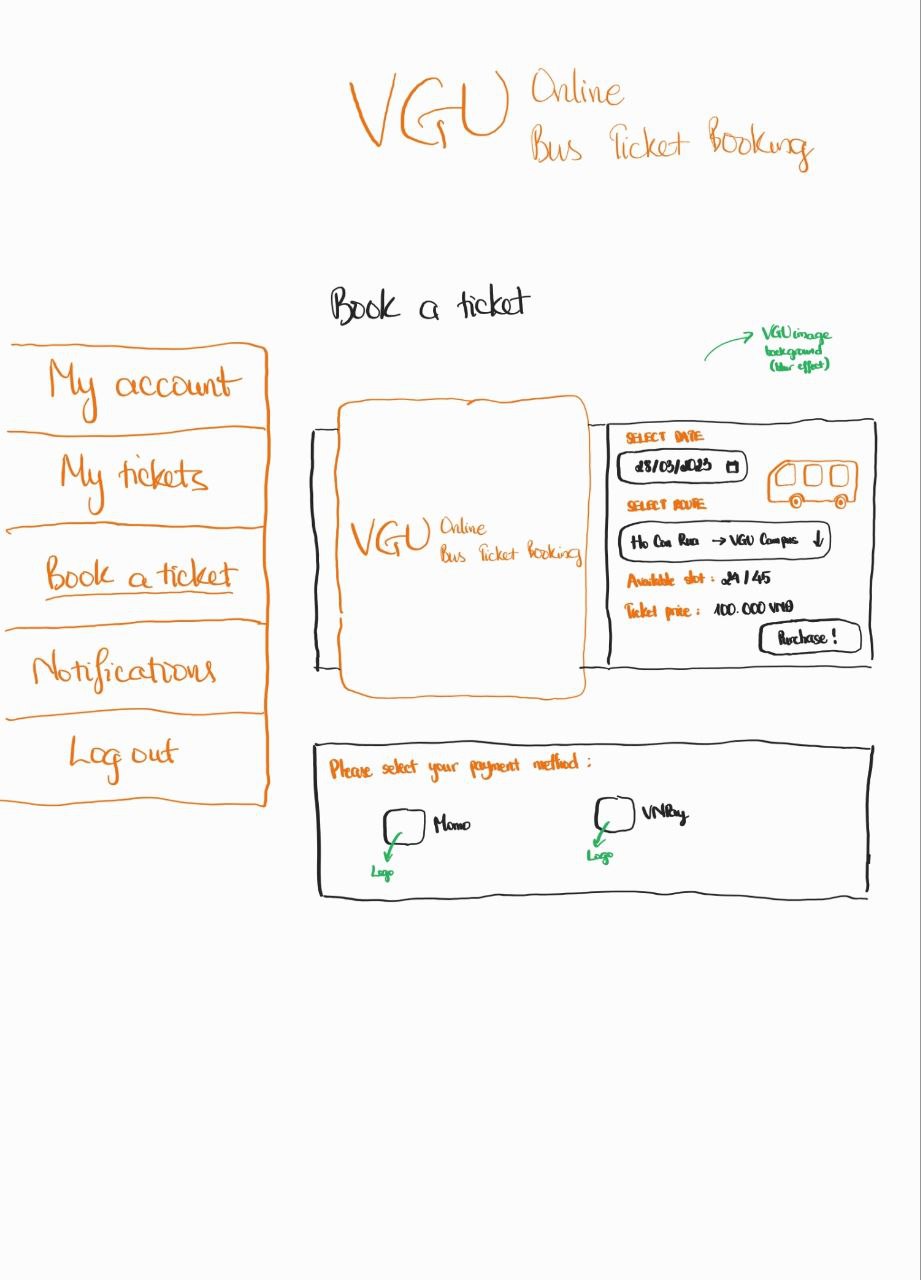 VGU Online
Bus Ticket Booking
Book a ticket
VGU image
background
(blur effect)
My account
My tickets
Book a ticket
Notifications
Log out
VGU Online
Bus Ticket Booking
SELECT DATE
28/03/2023
SELECT ROUTE
Ho Con Rua → VGU Campus ↓
Available slot : 29 / 45
Ticket price : 100.000 VNĐ
Purchase !
Please select your payment method :
Momo
Logo
VNPay
Logo